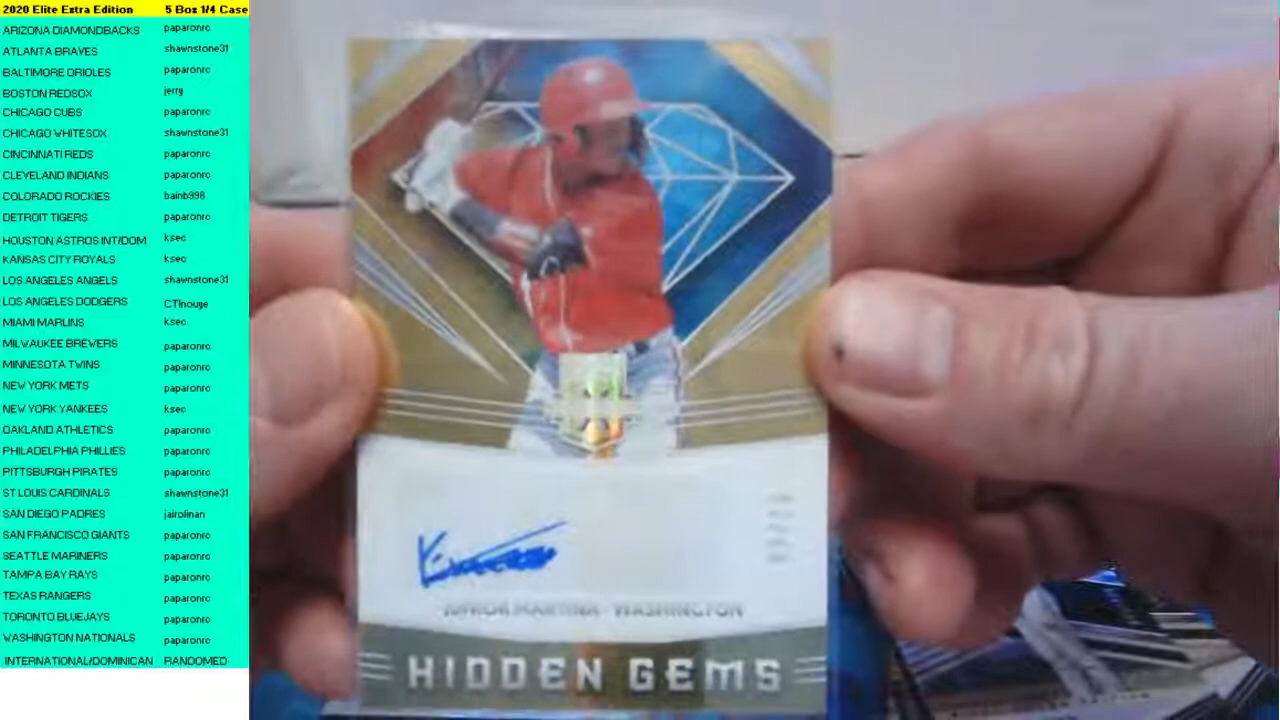 2020 Elite Extra Edition 5 Box 1/4 Case
ARIZONA DIAMONDBACKS paparonrc
ATLANTA BRAVES shawnstone31
BALTIMORE ORIOLES paparonrc
BOSTON REDSOX jerry
CHICAGO CUBS paparonrc
CHICAGO WHITESOX shawnstone31
CINCINNATI REDS paparonrc
CLEVELAND INDIANS paparonrc
COLORADO ROCKIES bainb998
DETROIT TIGERS paparonrc
HOUSTON ASTROS INT/DOM ksec
KANSAS CITY ROYALS ksec
LOS ANGELES ANGELS shawnstone31
LOS ANGELES DODGERS CTInouye
MIAMI MARLINS ksec
MILWAUKEE BREWERS paparonrc
MINNESOTA TWINS paparonrc
NEW YORK METS paparonrc
NEW YORK YANKEES ksec
OAKLAND ATHLETICS paparonrc
PHILADELPHIA PHILLIES paparonrc
PITTSBURGH PIRATES paparonrc
ST LOUIS CARDINALS shawnstone31
SAN DIEGO PADRES jairolinan
SAN FRANCISCO GIANTS paparonrc
SEATTLE MARINERS paparonrc
TAMPA BAY RAYS paparonrc
TEXAS RANGERS paparonrc
TORONTO BLUEJAYS paparonrc
WASHINGTON NATIONALS paparonrc
INTERNATIONAL/DOMINICAN RANDOMED
JUNIOR MARTINA - WASHINGTON
HIDDEN GEMS